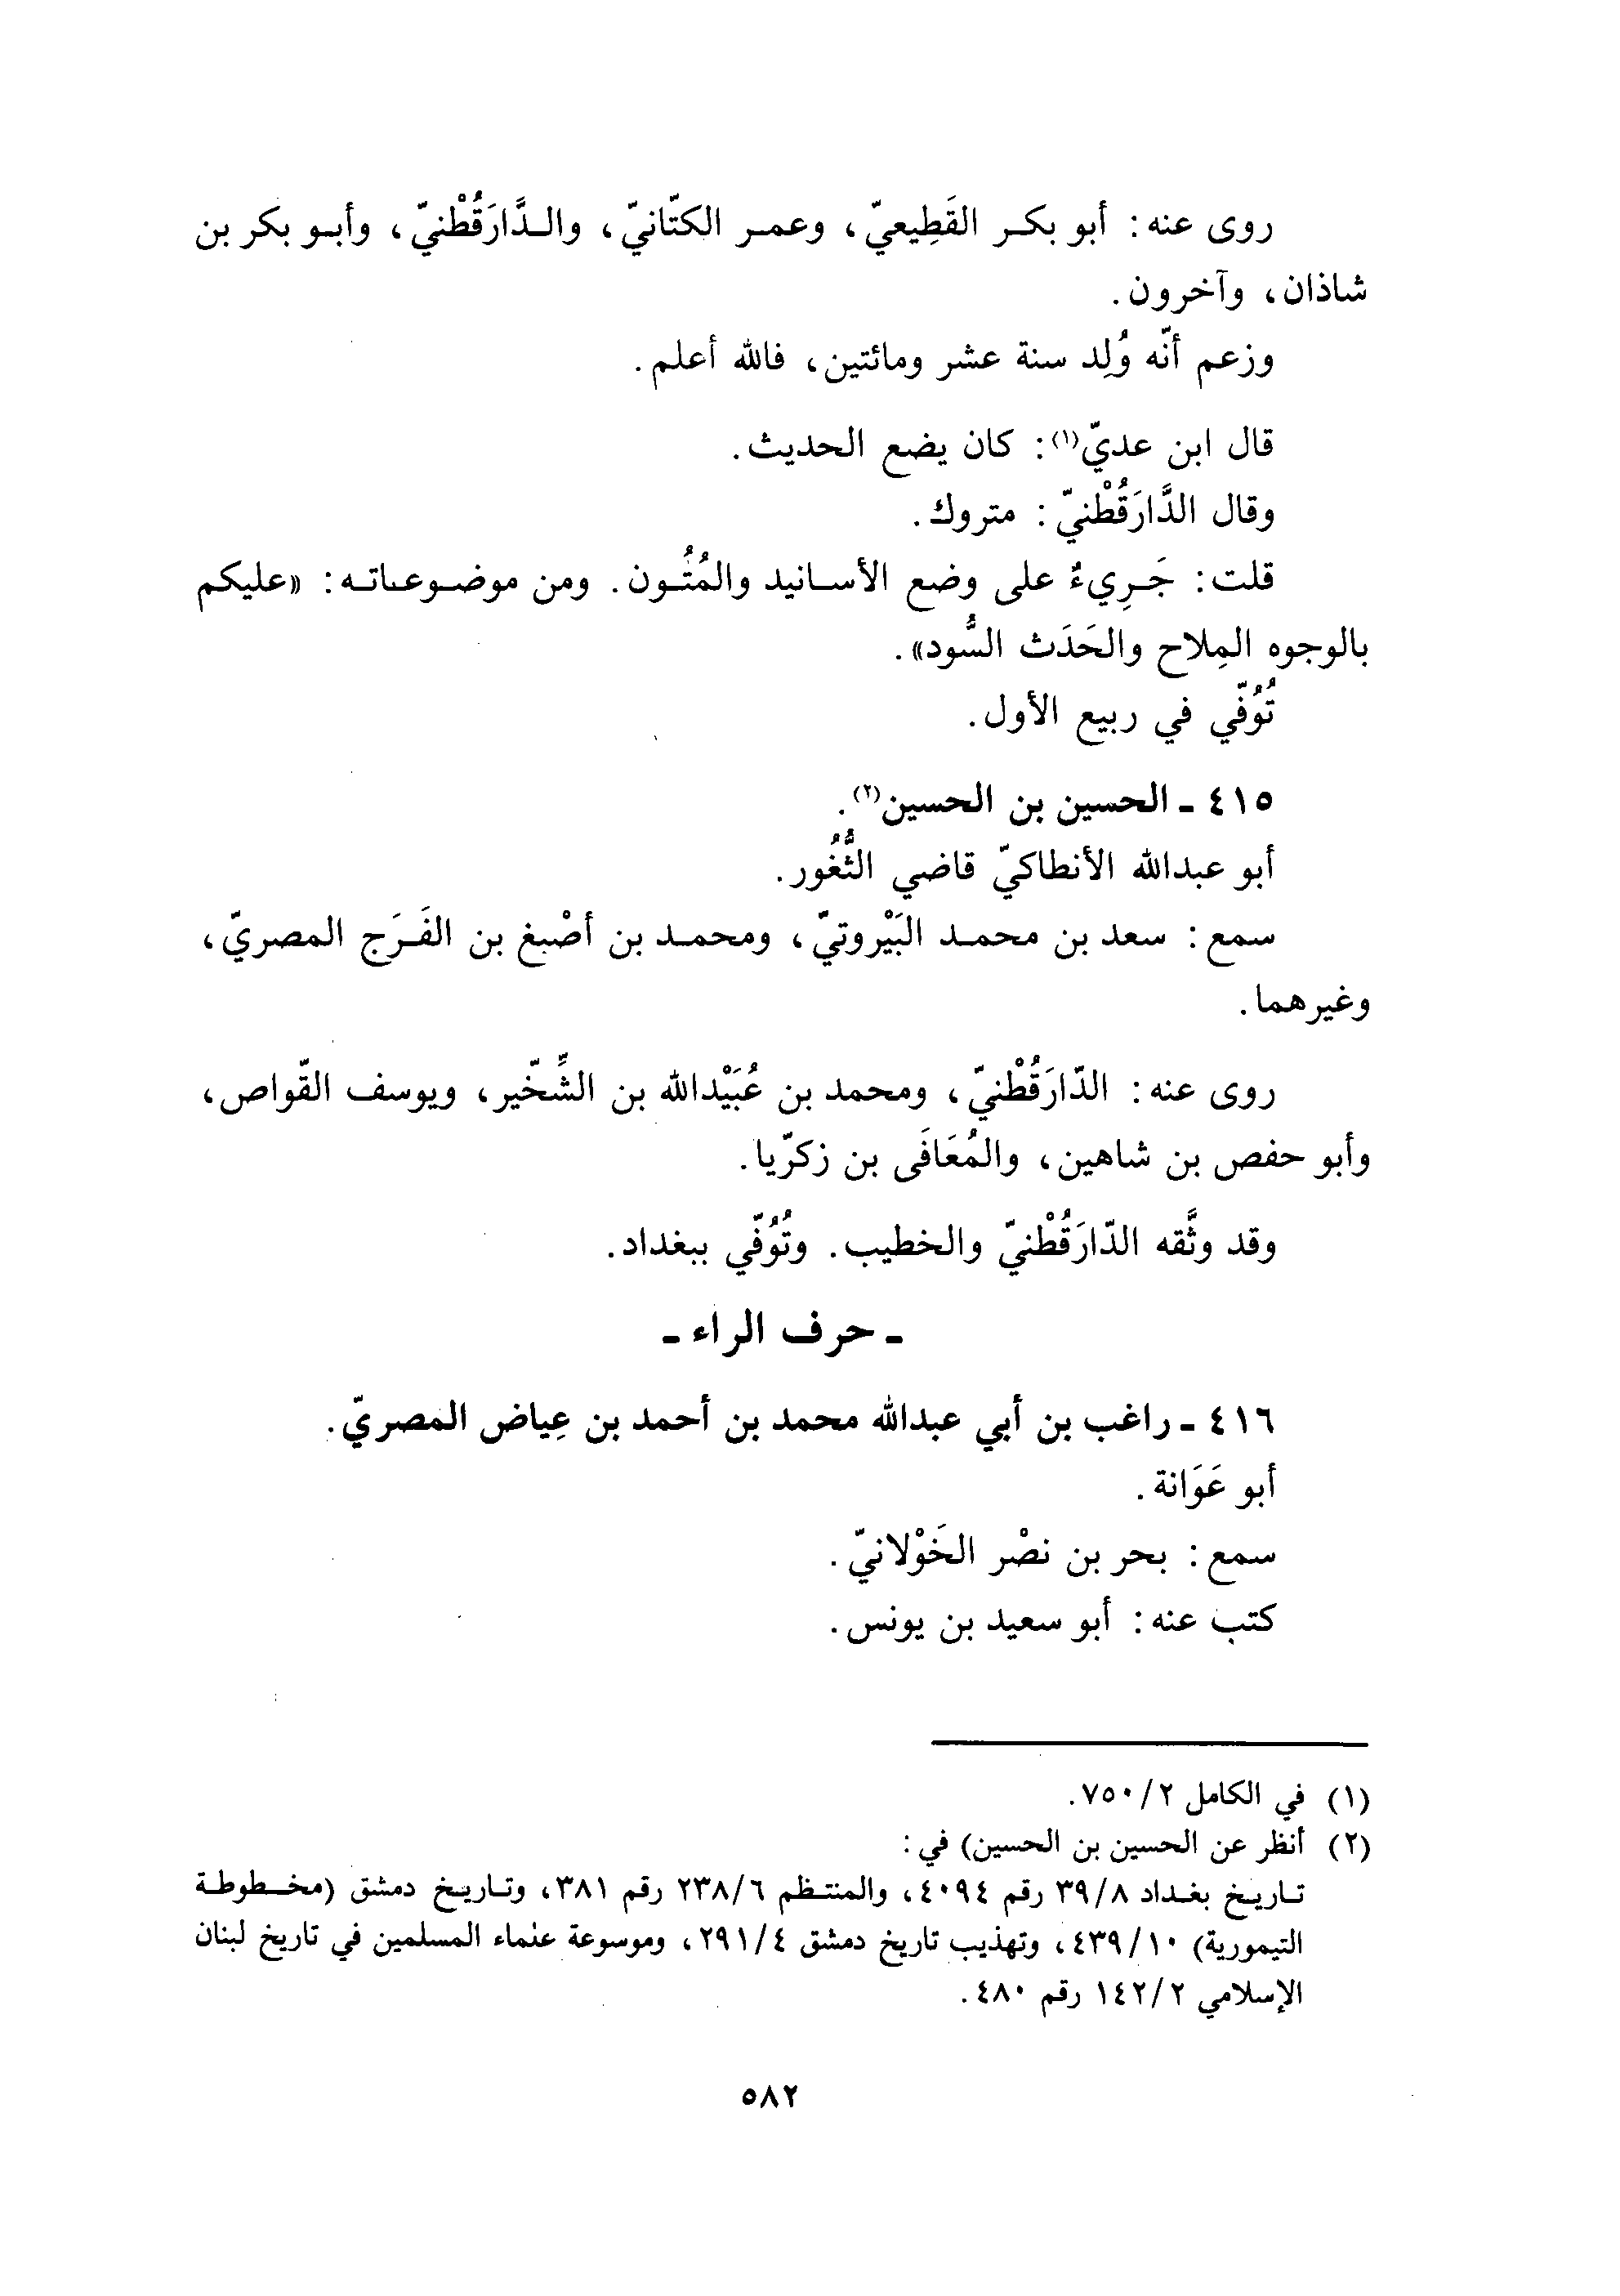 روى عنه: أبو بكر القَطِيعيّ، وعمر الكتّانيّ، والدَّارَقُطْنيّ، وأبو بكر بن
شاذان، وآخرون.
وزعم أنّه وُلِد سنة عشر ومائتين، فالله أعلم.
قال ابن عديّ(١): كان يضع الحديث.
وقال الدَّارَقُطْنيّ: متروك.
قلت: جَرِيءٌ على وضع الأسانيد والمُتُون. ومن موضوعاته: «عليكم
بالوجوه المِلاح والحَدَث السُّود».
تُوُفّي في ربيع الأول.
٤١٥ ـ الحسين بن الحسين(٢).
أبو عبدالله الأنطاكيّ قاضي الثُّغُور.
سمع: سعد بن محمد البَيْروتيّ، ومحمد بن أصْبغ بن الفَرَج المصريّ،
وغيرهما.
روى عنه: الدّارَقُطْنيّ، ومحمد بن عُبَيْدالله بن الشِّخّير، ويوسف القّواص،
وأبو حفص بن شاهين، والمُعَافَى بن زكرّيا.
وقد وثَّقه الدّارَقُطْنيّ والخطيب. وتُوُفّي ببغداد.
ـ حرف الراء ـ
٤١٦ ـ راغب بن أبي عبدالله محمد بن أحمد بن عِياض المصريّ.
أبو عَوَانة.
سمع: بحر بن نصْر الخَوْلانيّ.
كتب عنه: أبو سعيد بن يونس.
(١) في الكامل ٢/٧٥٠.
(٢) أنظر عن الحسين بن الحسين) في:
تاريخ بغداد ٣٩/٨ رقم ٤٠٩٤، والمنتظم ٢٣٨/٦ رقم ٣٨١، وتاريخ دمشق (مخطوطة
التيمورية) ٤٣٩/١٠، وتهذيب تاريخ دمشق ٢٩١/٤، وموسوعة علماء المسلمين في تاريخ لبنان
الإسلامي ١٤٢/٢ رقم ٤٨٠.
٥٨٢